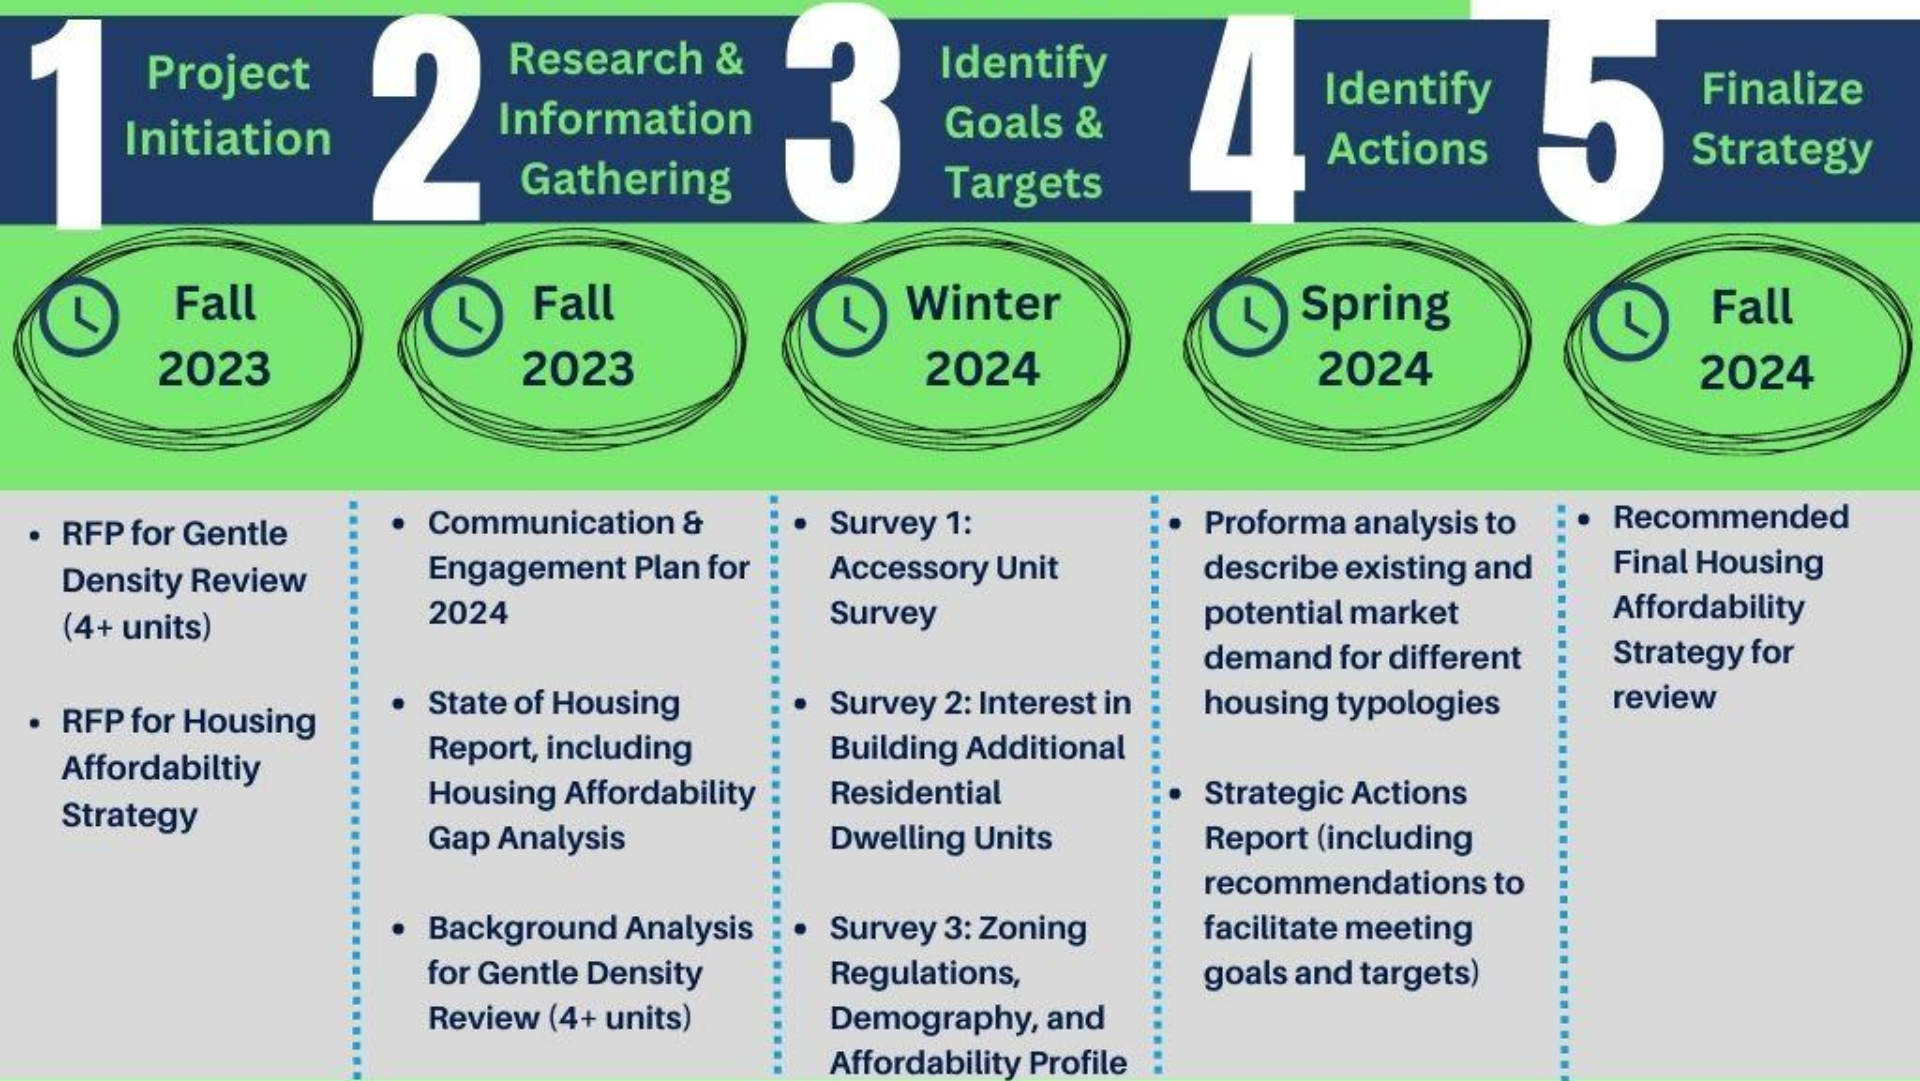 1
Project
Initiation
2
Research &
Information
Gathering
3
Identify
Goals &
Targets
4
Identify
Actions
5
Finalize
Strategy
Fall
2023
Fall
2023
Winter
2024
Spring
2024
Fall
2024
• RFP for Gentle
Density Review
(4+ units)
• RFP for Housing
Affordabiltiy
Strategy
• Communication &
Engagement Plan for
2024
• State of Housing
Report, including
Housing Affordability
Gap Analysis
• Background Analysis
for Gentle Density
Review (4+ units)
• Survey 1:
Accessory Unit
Survey
• Survey 2: Interest in
Building Additional
Residential
Dwelling Units
• Survey 3: Zoning
Regulations,
Demography, and
Affordability Profile
• Proforma analysis to
describe existing and
potential market
demand for different
housing typologies
• Strategic Actions
Report (including
recommendations to
facilitate meeting
goals and targets)
• Recommended
Final Housing
Affordability
Strategy for
review